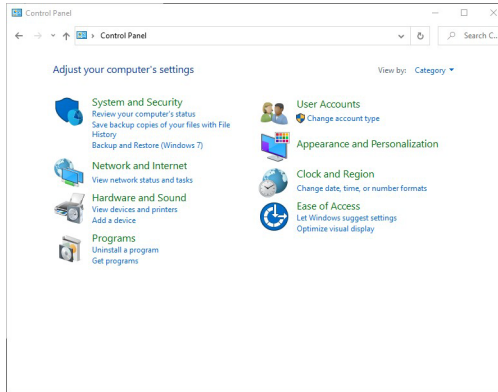 Control Panel
Control Panel
Search C...
Adjust your computer's settings
View by: Category
System and Security
Review your computer's status
Save backup copies of your files with File
History
Backup and Restore (Windows 7)
Network and Internet
View network status and tasks
Hardware and Sound
View devices and printers
Add a device
Programs
Uninstall a program
Get programs
User Accounts
Change account type
Appearance and Personalization
Clock and Region
Change date, time, or number formats
Ease of Access
Let Windows suggest settings
Optimize visual display